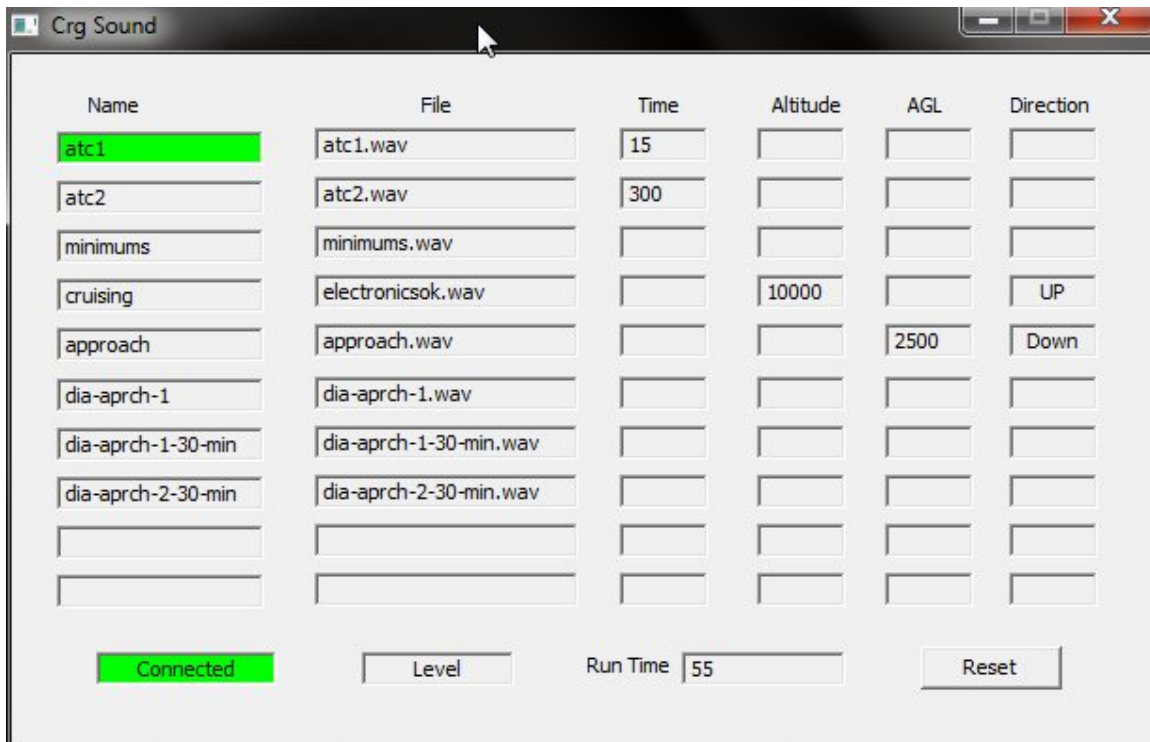 Crg Sound
Name File Time Altitude AGL Direction
atc1 atc1.wav 15
atc2 atc2.wav 300
minimums minimums.wav
cruising electronicsok.wav 10000 UP
approach approach.wav 2500 Down
dia-aprch-1 dia-aprch-1.wav
dia-aprch-1-30-min dia-aprch-1-30-min.wav
dia-aprch-2-30-min dia-aprch-2-30-min.wav
Connected Level Run Time 55 Reset